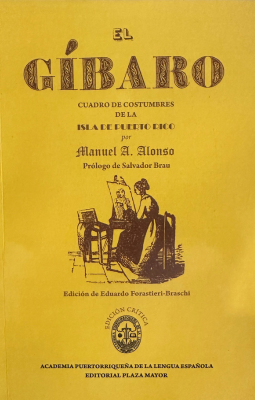 EL
GÍBARO
CUADRO DE COSTUMBRES
DE LA
ISLA DE PUERTO RICO
por
Manuel A. Alonso
Prólogo de Salvador Brau
Edición de Eduardo Forastieri-Braschi
EDICIÓN CRÍTICA
ACADEMIA PUERTORRIQUEÑA DE LA LENGUA ESPAÑOLA
EDITORIAL PLAZA MAYOR